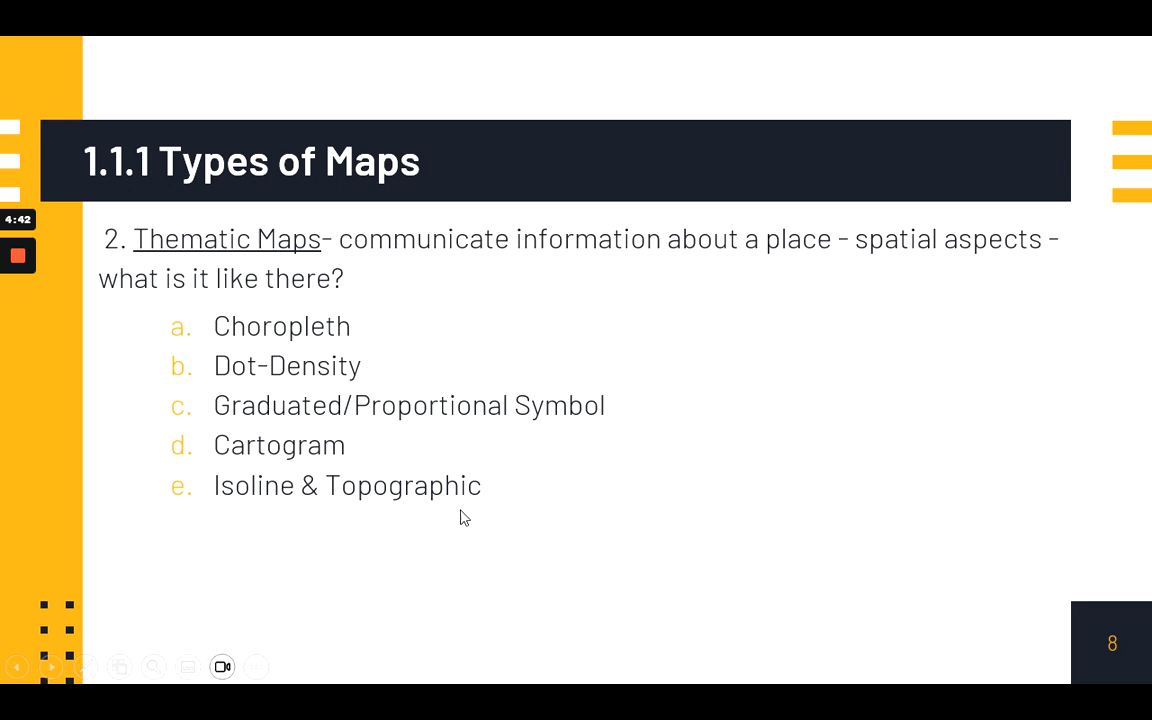 1.1.1 Types of Maps
4:42
2. Thematic Maps- communicate information about a place - spatial aspects -
what is it like there?
a. Choropleth
b. Dot-Density
c. Graduated/Proportional Symbol
d. Cartogram
e. Isoline & Topographic
8